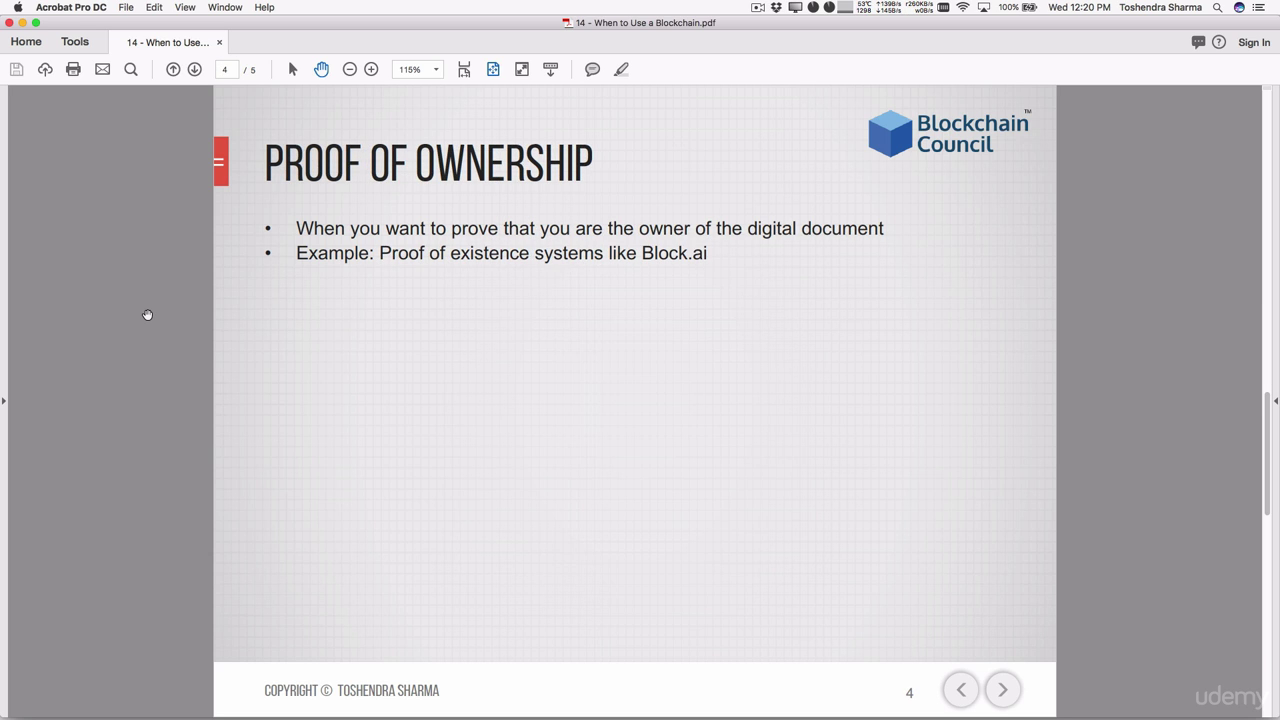 Acrobat Pro DC File Edit View Window Help
53°C 1298 ↑139B/s ↓145B/s r260KB/s w0B/s 100% Wed 12:20 PM Toshendra Sharma
14 - When to Use a Blockchain.pdf
Home Tools 14 - When to Use... × Sign In
4 / 5 115%
Blockchain
Council
TM
PROOF OF OWNERSHIP
• When you want to prove that you are the owner of the digital document
• Example: Proof of existence systems like Block.ai
COPYRIGHT © TOSHENDRA SHARMA
4
udemy